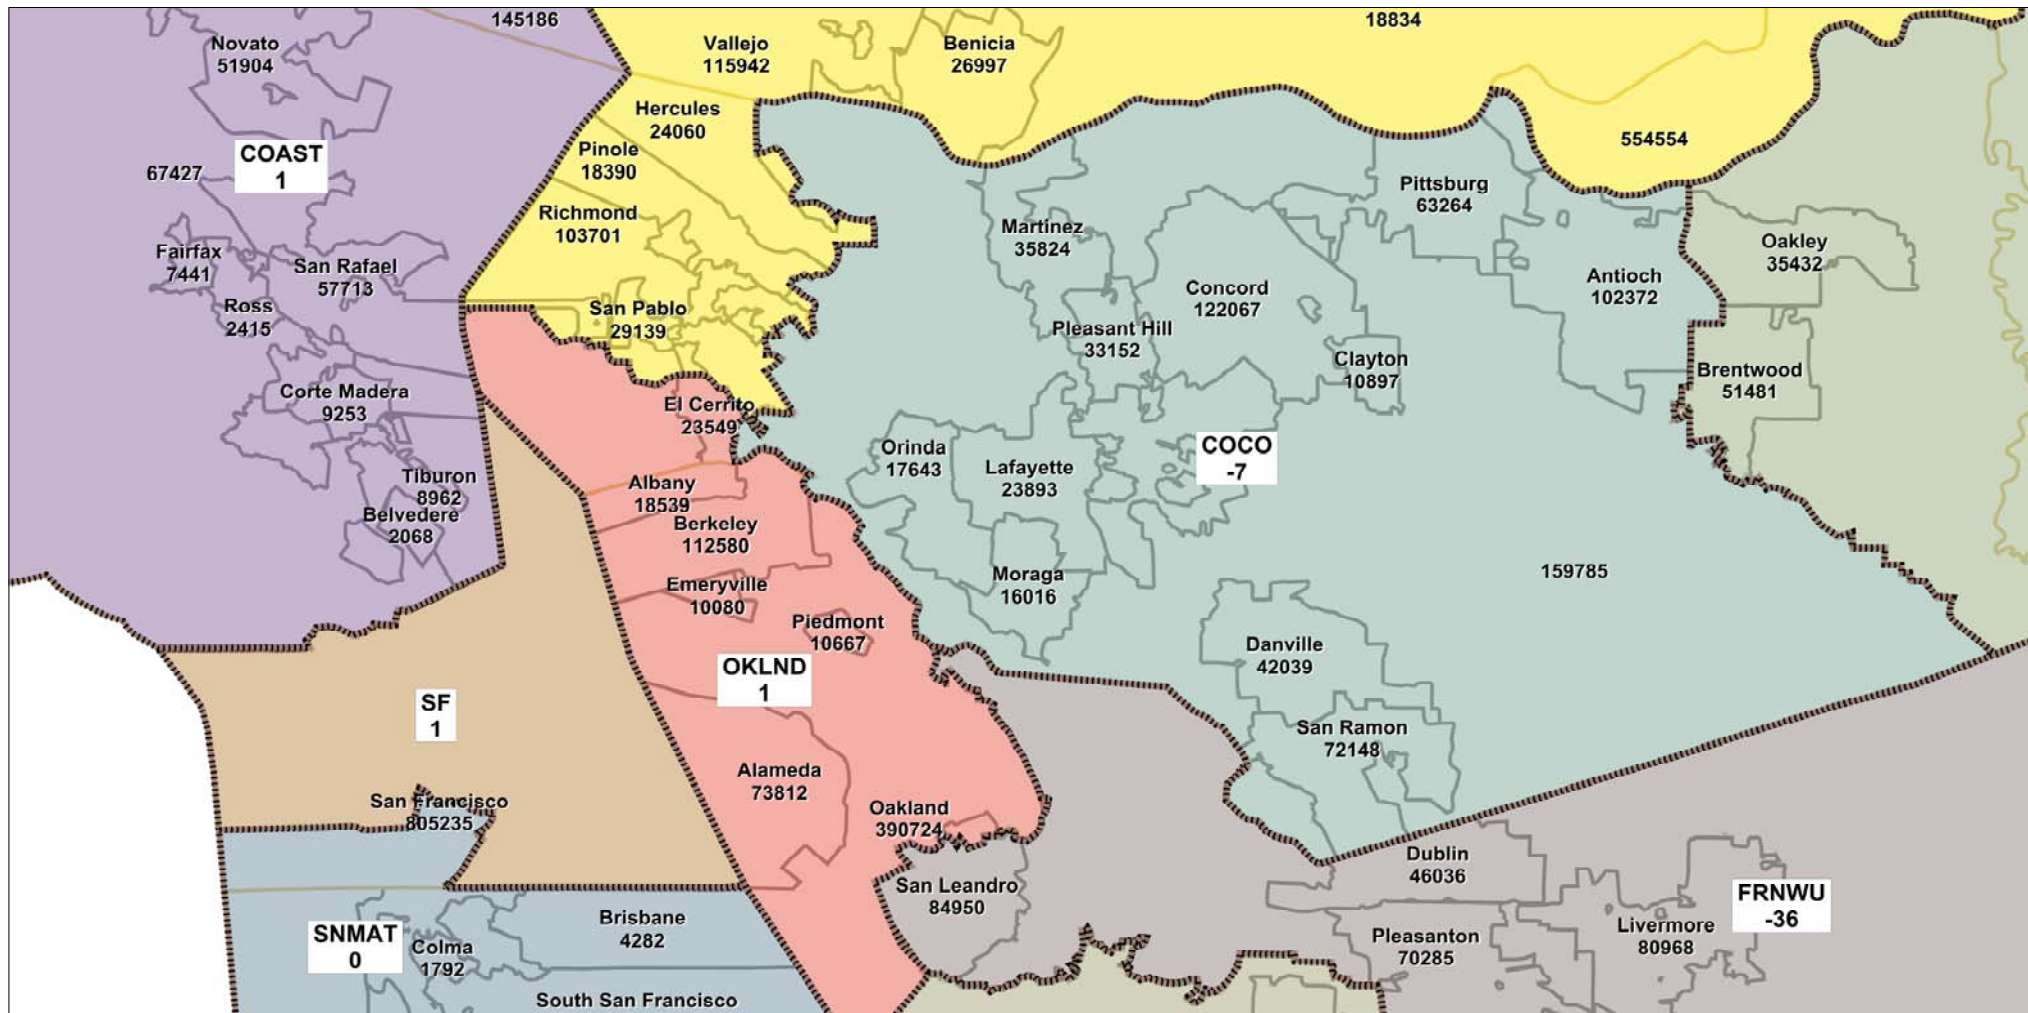 145186
18834
Novato
51904
Vallejo
115942
Benicia
26997
Hercules
24060
554554
COAST
1
67427
Pinole
18390
Pittsburg
63264
Richmond
103701
Martinez
35824
Oakley
35432
Fairfax
7441
San Rafael
57713
Antioch
102372
Concord
122067
Ross
2415
San Pablo
29139
Pleasant Hill
33152
Clayton
10897
Brentwood
51481
Corte Madera
9253
El Cerrito
23549
Orinda
17643
Lafayette
23893
COCO
-7
Tiburon
8962
Albany
18539
Belvedere
2068
Berkeley
112580
Emeryville
10080
Moraga
16016
159785
Piedmont
10667
Danville
42039
OKLND
1
SF
1
San Ramon
72148
Alameda
73812
San Francisco
805235
Oakland
390724
Dublin
46036
San Leandro
84950
FRNWU
-36
Brisbane
4282
Livermore
80968
SNMAT
0
Colma
1792
Pleasanton
70285
South San Francisco